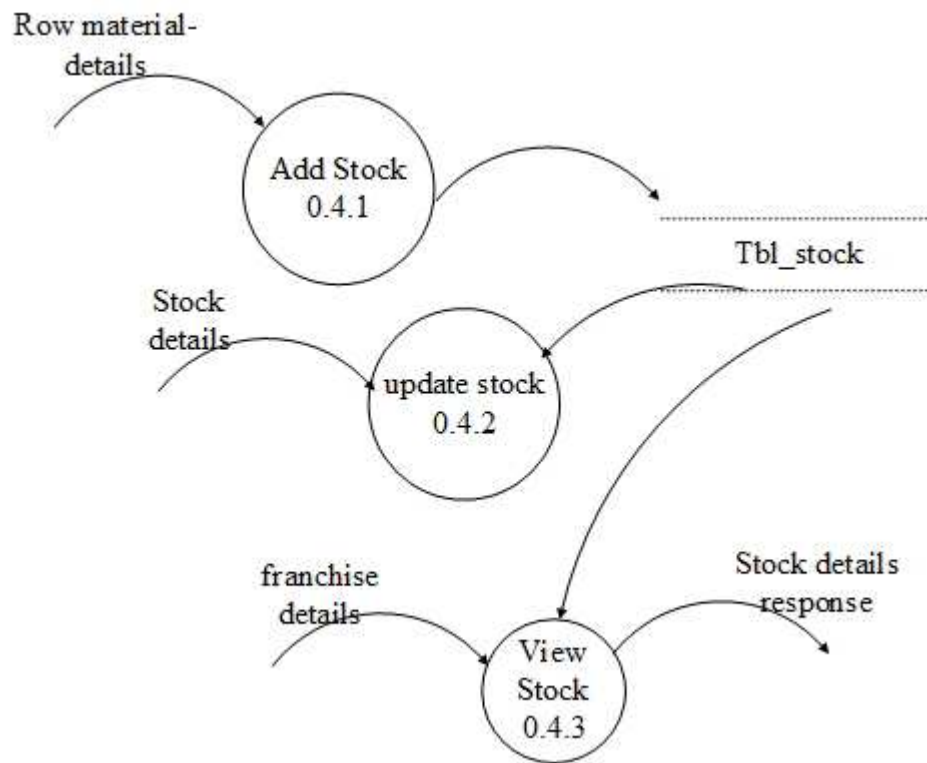 Row material-
details
Add Stock
0.4.1
Tbl_stock
Stock
details
update stock
0.4.2
franchise
details
Stock details
response
View
Stock
0.4.3